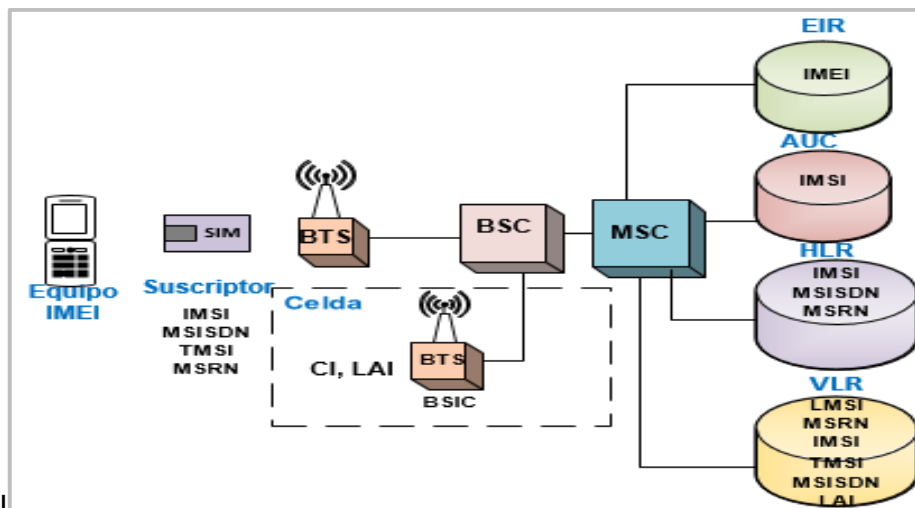 EIR
IMEI
AUC
IMSI
HLR
IMSI
MSISDN
MSRN
VLR
LMSI
MSRN
IMSI
TMSI
MSISDN
LAI
MSC
BSC
BTS
SIM
Equipo
IMEI
Suscriptor
IMSI
MSISDN
TMSI
MSRN
Celda
BTS
CI, LAI
BSIC